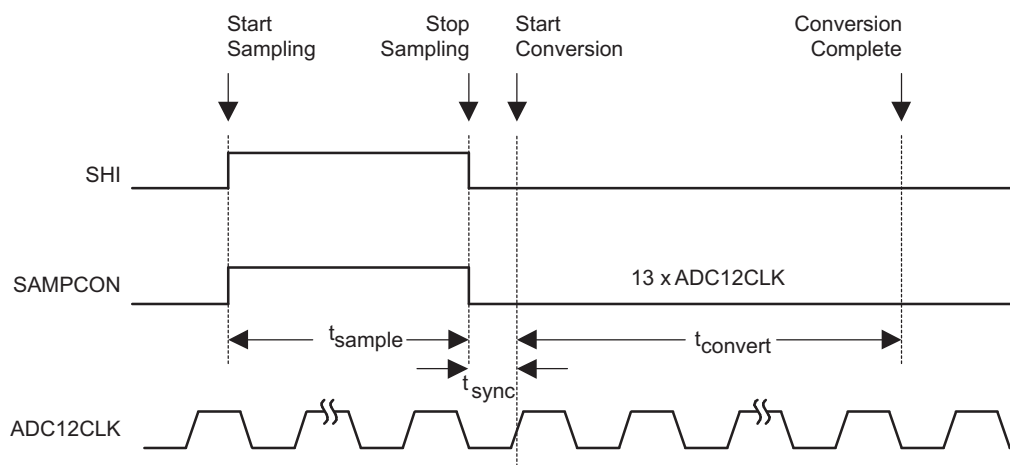 Start
Sampling
Stop
Sampling
Start
Conversion
Conversion
Complete
SHI
SAMPCON
13 x ADC12CLK
tsample
tconvert
tsync
ADC12CLK